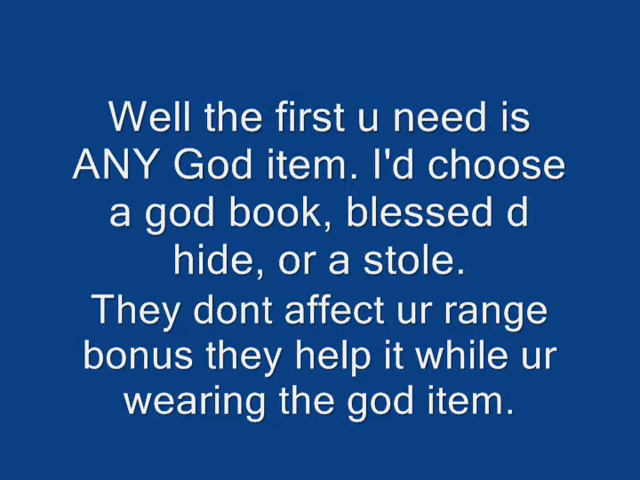 Well the first u need is
ANY God item. I'd choose
a god book, blessed d
hide, or a stole.
They dont affect ur range
bonus they help it while ur
wearing the god item.